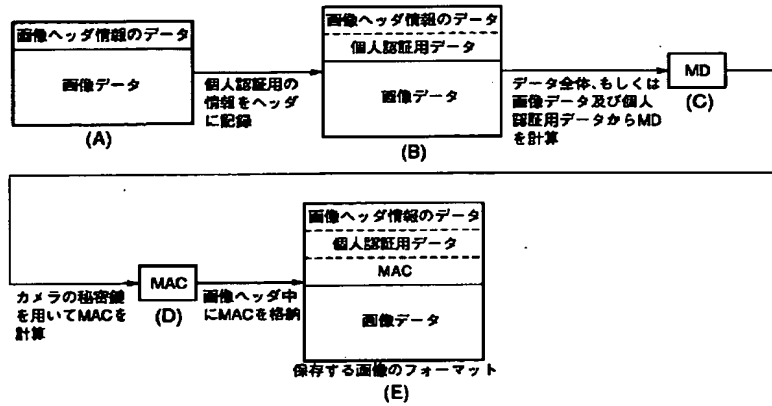 画像ヘッダ情報のデータ
画像データ
(A)
個人認証用の
情報をヘッダ
に記録
画像ヘッダ情報のデータ
個人認証用データ
画像データ
(B)
データ全体、もしくは
画像データ及び個人
認証用データからMD
を計算
MD
(C)
カメラの秘密鍵
を用いてMACを
計算
MAC
(D)
画像ヘッダ中
にMACを格納
画像ヘッダ情報のデータ
個人認証用データ
MAC
画像データ
保存する画像のフォーマット
(E)